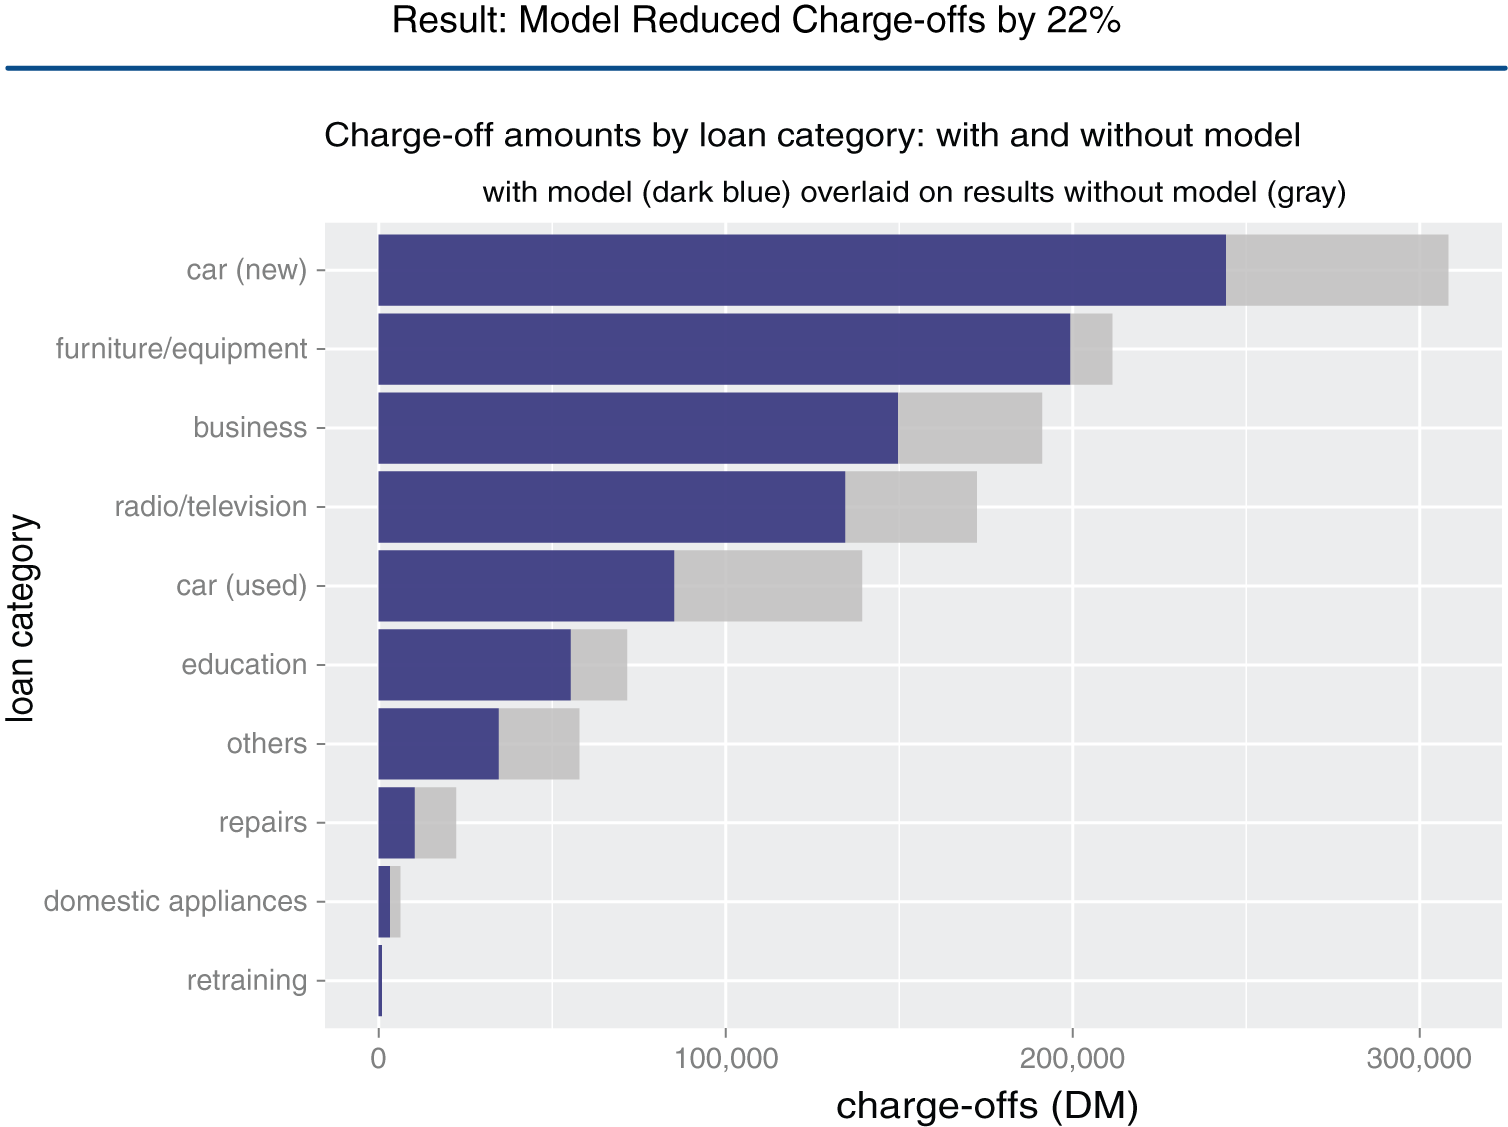 Result: Model Reduced Charge-offs by 22%
Charge-off amounts by loan category: with and without model
with model (dark blue) overlaid on results without model (gray)
car (new)
furniture/equipment
business
radio/television
car (used)
education
others
repairs
domestic appliances
retraining
loan category
0
100,000
200,000
300,000
charge-offs (DM)